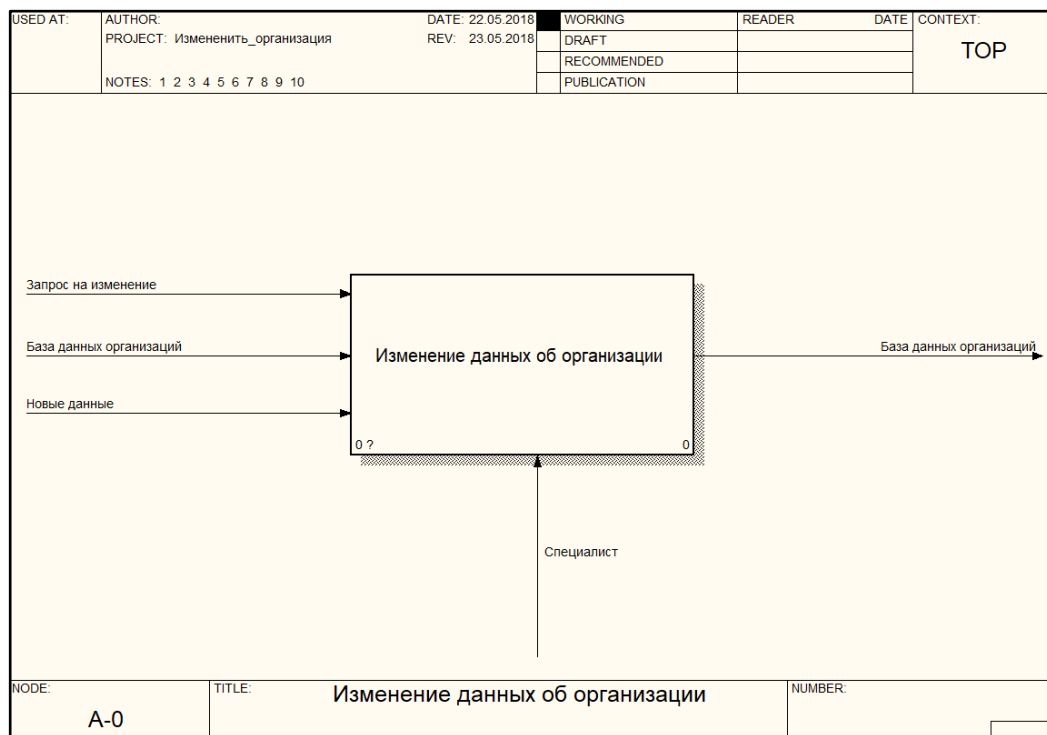 USED AT: AUTHOR: DATE: 22.05.2018 WORKING READER DATE CONTEXT:
PROJECT: Измененить_организация REV: 23.05.2018 DRAFT
TOP
RECOMMENDED
NOTES: 1 2 3 4 5 6 7 8 9 10 PUBLICATION
Запрос на изменение
База данных организаций
Изменение данных об организации
База данных организаций
Новые данные
0 ? 0
Специалист
NODE: TITLE: Изменение данных об организации NUMBER:
A-0